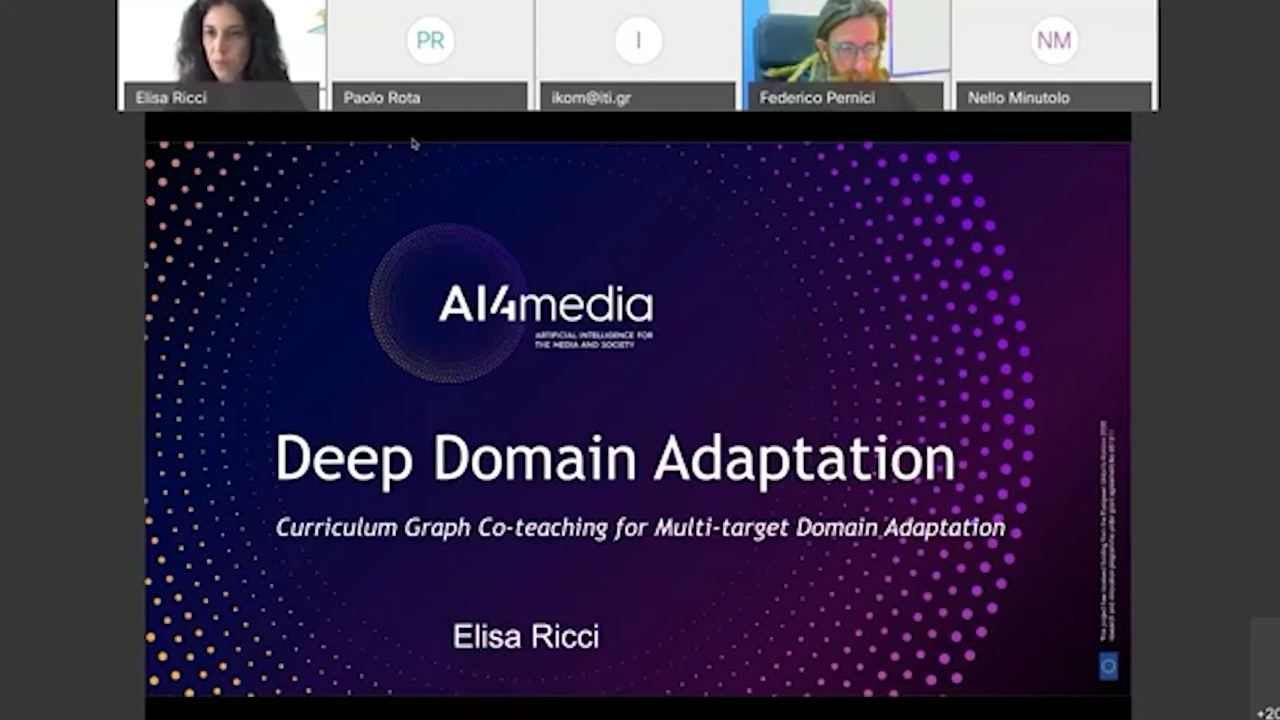 PR
I
NM
Elisa Ricci
Paolo Rota
ikom@iti.gr
Federico Pernici
Nello Minutolo
AI4media
ARTIFICIAL INTELLIGENCE FOR
THE MEDIA AND SOCIETY
Deep Domain Adaptation
Curriculum Graph Co-teaching for Multi-target Domain Adaptation
Elisa Ricci